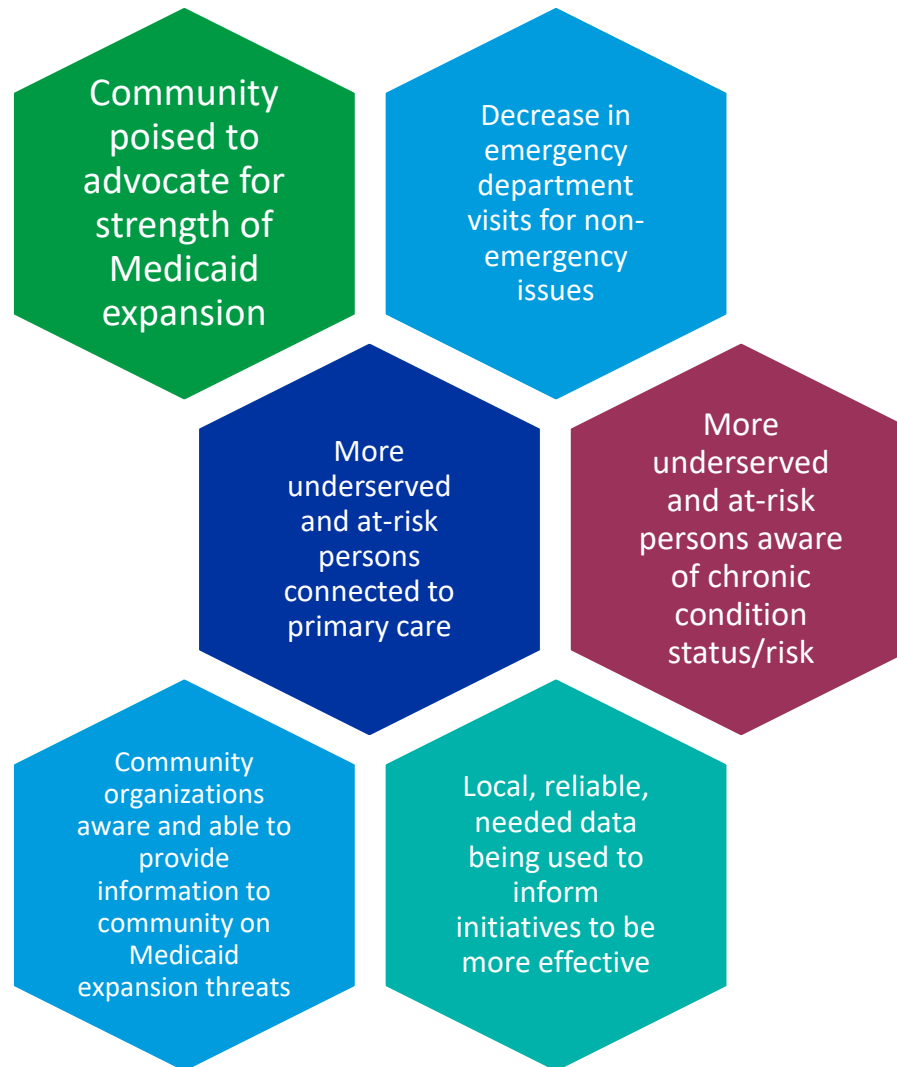 Community
poised to
advocate for
strength of
Medicaid
expansion
Decrease in
emergency
department
visits for non-
emergency
issues
More
underserved
and at-risk
persons
connected to
primary care
More
underserved
and at-risk
persons aware
of chronic
condition
status/risk
Community
organizations
aware and able to
provide
information to
community on
Medicaid
expansion threats
Local, reliable,
needed data
being used to
inform
initiatives to be
more effective